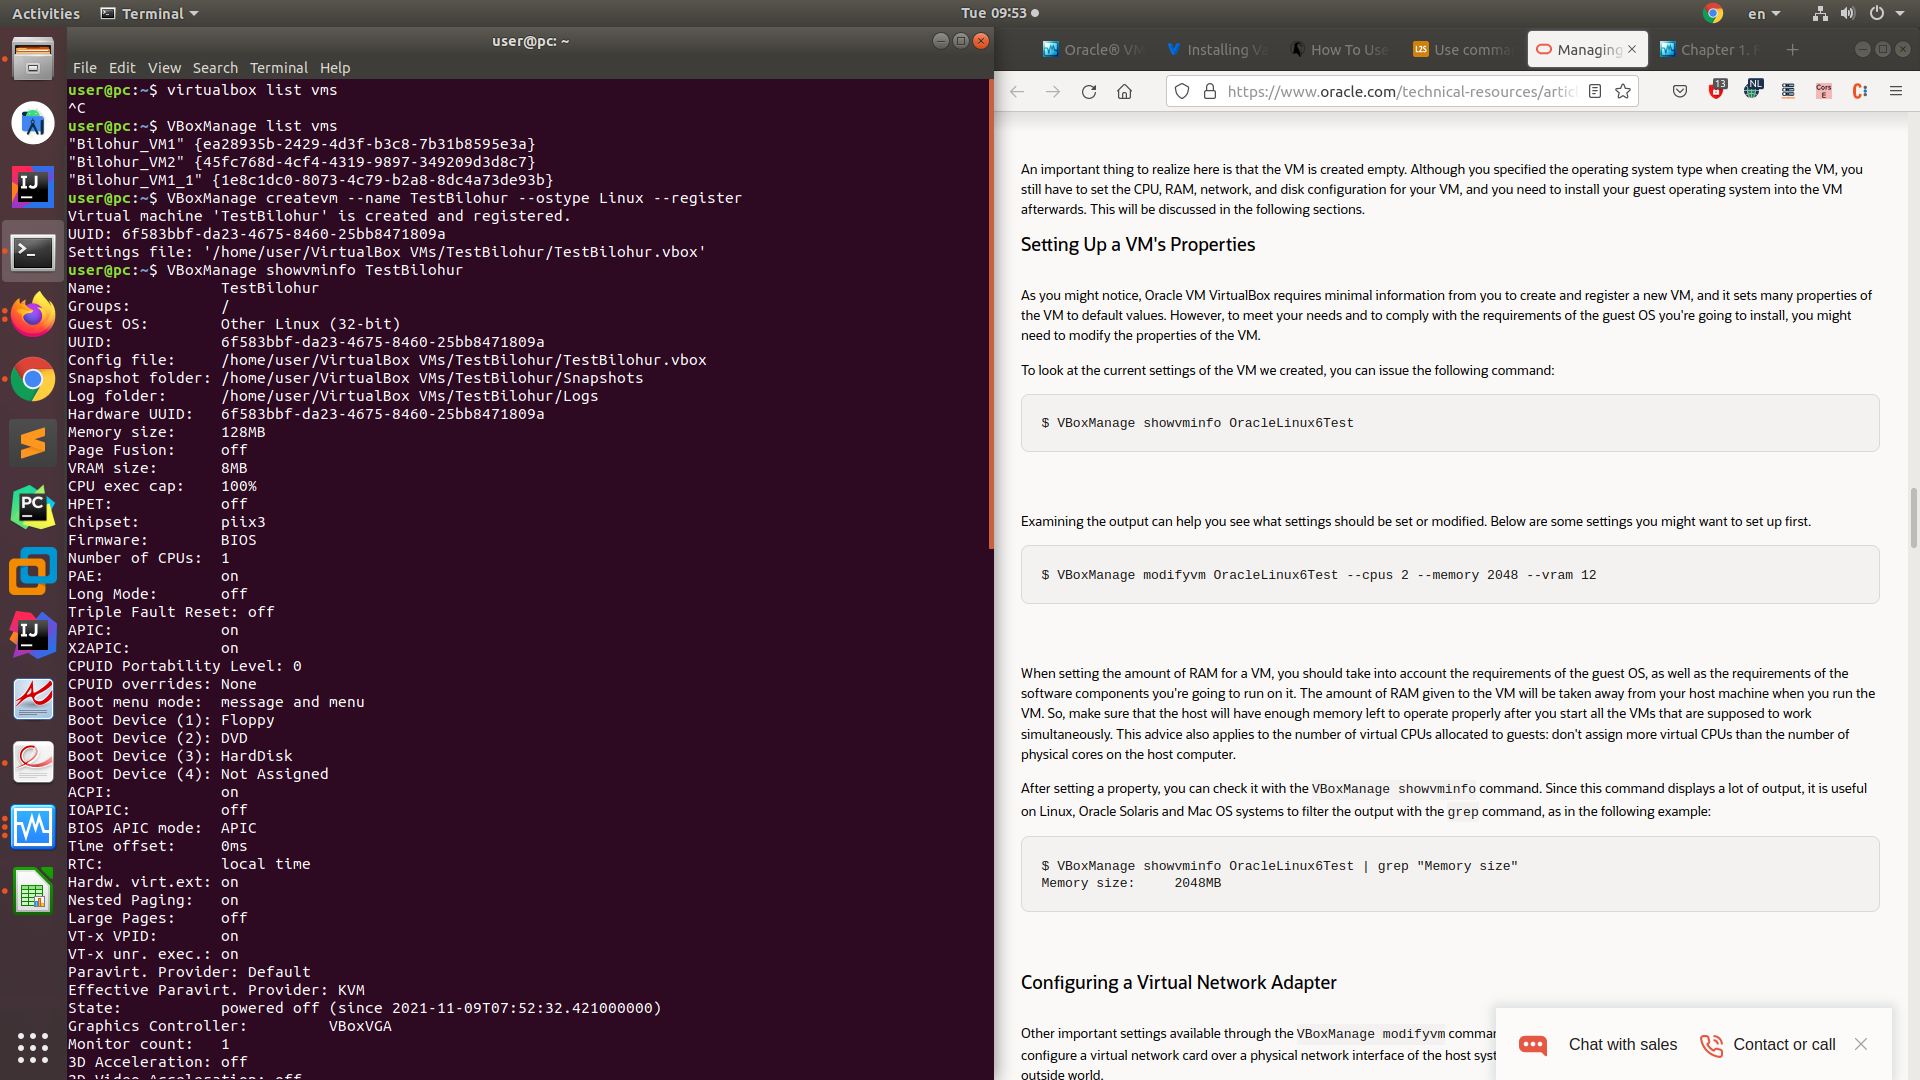 Activities
Terminal
Tue 09:53
en
user@pc: ~
File Edit View Search Terminal Help
user@pc:~$ virtualbox list vms
^C
user@pc:~$ VBoxManage list vms
"Bilohur_VM1" {ea28935b-2429-4d3f-b3c8-7b31b8595e3a}
"Bilohur_VM2" {45fc768d-4cf4-4319-9897-349209d3d8c7}
"Bilohur_VM1_1" {1e8c1dc0-8073-4c79-b2a8-8dc4a73de93b}
user@pc:~$ VBoxManage createvm --name TestBilohur --ostype Linux --register
Virtual machine 'TestBilohur' is created and registered.
UUID: 6f583bbf-da23-4675-8460-25bb8471809a
Settings file: '/home/user/VirtualBox VMs/TestBilohur/TestBilohur.vbox'
user@pc:~$ VBoxManage showvminfo TestBilohur
Name: TestBilohur
Groups: /
Guest OS: Other Linux (32-bit)
UUID: 6f583bbf-da23-4675-8460-25bb8471809a
Config file: /home/user/VirtualBox VMs/TestBilohur/TestBilohur.vbox
Snapshot folder: /home/user/VirtualBox VMs/TestBilohur/Snapshots
Log folder: /home/user/VirtualBox VMs/TestBilohur/Logs
Hardware UUID: 6f583bbf-da23-4675-8460-25bb8471809a
Memory size: 128MB
Page Fusion: off
VRAM size: 8MB
CPU exec cap: 100%
HPET: off
Chipset: piix3
Firmware: BIOS
Number of CPUs: 1
PAE: on
Long Mode: off
Triple Fault Reset: off
APIC: on
X2APIC: on
CPUID Portability Level: 0
CPUID overrides: None
Boot menu mode: message and menu
Boot Device (1): Floppy
Boot Device (2): DVD
Boot Device (3): HardDisk
Boot Device (4): Not Assigned
ACPI: on
IOAPIC: off
BIOS APIC mode: APIC
Time offset: 0ms
RTC: local time
Hardw. virt.ext: on
Nested Paging: on
Large Pages: off
VT-x VPID: on
VT-x unr. exec.: on
Paravirt. Provider: Default
Effective Paravirt. Provider: KVM
State: powered off (since 2021-11-09T07:52:32.421000000)
Graphics Controller: VBoxVGA
Monitor count: 1
3D Acceleration: off
Oracle® VM
Installing Va
How To Use
Use comma
Managing
Chapter 1. F
https://www.oracle.com/technical-resources/artic
13
NL
An important thing to realize here is that the VM is created empty. Although you specified the operating system type when creating the VM, you
still have to set the CPU, RAM, network, and disk configuration for your VM, and you need to install your guest operating system into the VM
afterwards. This will be discussed in the following sections.
Setting Up a VM's Properties
As you might notice, Oracle VM VirtualBox requires minimal information from you to create and register a new VM, and it sets many properties of
the VM to default values. However, to meet your needs and to comply with the requirements of the guest OS you're going to install, you might
need to modify the properties of the VM.
To look at the current settings of the VM we created, you can issue the following command:
$ VBoxManage showvminfo OracleLinux6Test
Examining the output can help you see what settings should be set or modified. Below are some settings you might want to set up first.
$ VBoxManage modifyvm OracleLinux6Test --cpus 2 --memory 2048 --vram 12
When setting the amount of RAM for a VM, you should take into account the requirements of the guest OS, as well as the requirements of the
software components you're going to run on it. The amount of RAM given to the VM will be taken away from your host machine when you run the
VM. So, make sure that the host will have enough memory left to operate properly after you start all the VMs that are supposed to work
simultaneously. This advice also applies to the number of virtual CPUs allocated to guests: don't assign more virtual CPUs than the number of
physical cores on the host computer.
After setting a property, you can check it with the VBoxManage showvminfo command. Since this command displays a lot of output, it is useful
on Linux, Oracle Solaris and Mac OS systems to filter the output with the grep command, as in the following example:
$ VBoxManage showvminfo OracleLinux6Test | grep "Memory size"
Memory size: 2048MB
Configuring a Virtual Network Adapter
Other important settings available through the VBoxManage modifyvm comman
configure a virtual network card over a physical network interface of the host syst
outside world.
Chat with sales
Contact or call